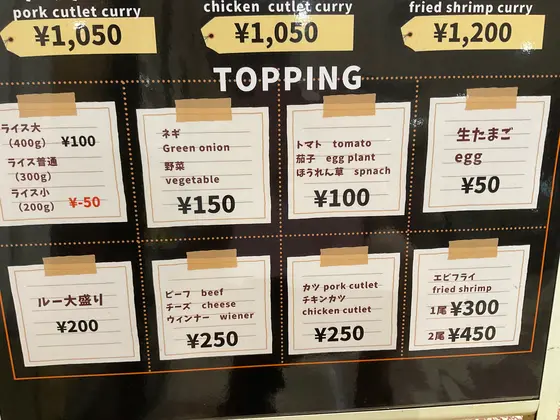 pork cutlet curry
¥1,050
chicken cutlet curry
¥1,050
fried shrimp curry
¥1,200
TOPPING
ライス大
(400g) ¥100
ライス普通
(300g)
ライス小
(200g) ¥-50
ネギ
Green onion
野菜
vegetable
¥150
トマト tomato
茄子 egg plant
ほうれん草 spnach
¥100
生たまご
egg
¥50
ルー大盛り
¥200
ビーフ beef
チーズ cheese
ウィンナー wiener
¥250
カツ pork cutlet
チキンカツ
chicken cutlet
¥250
エビフライ
fried shrimp
1尾 ¥300
2尾 ¥450